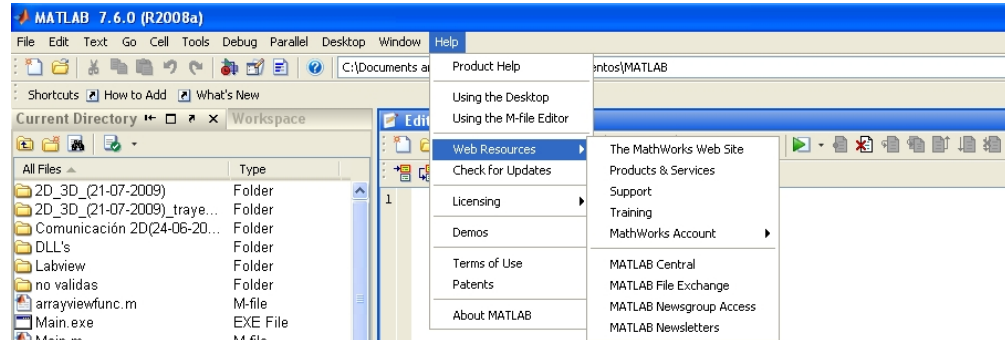 MATLAB 7.6.0 (R2008a)
File Edit Text Go Cell Tools Debug Parallel Desktop Window Help
C:\Documents a
entos\MATLAB
Shortcuts How to Add What's New
Current Directory Workspace
All Files Type
2D_3D_(21-07-2009) Folder
2D_3D_(21-07-2009)_traye... Folder
Comunicación 2D(24-06-20... Folder
DLL's Folder
Labview Folder
no validas Folder
arrayviewfunc.m M-file
Main.exe EXE File
Main.m M-file
Edit
1
Product Help
Using the Desktop
Using the M-file Editor
Web Resources
Check for Updates
Licensing
Demos
Terms of Use
Patents
About MATLAB
The MathWorks Web Site
Products & Services
Support
Training
MathWorks Account
MATLAB Central
MATLAB File Exchange
MATLAB Newsgroup Access
MATLAB Newsletters